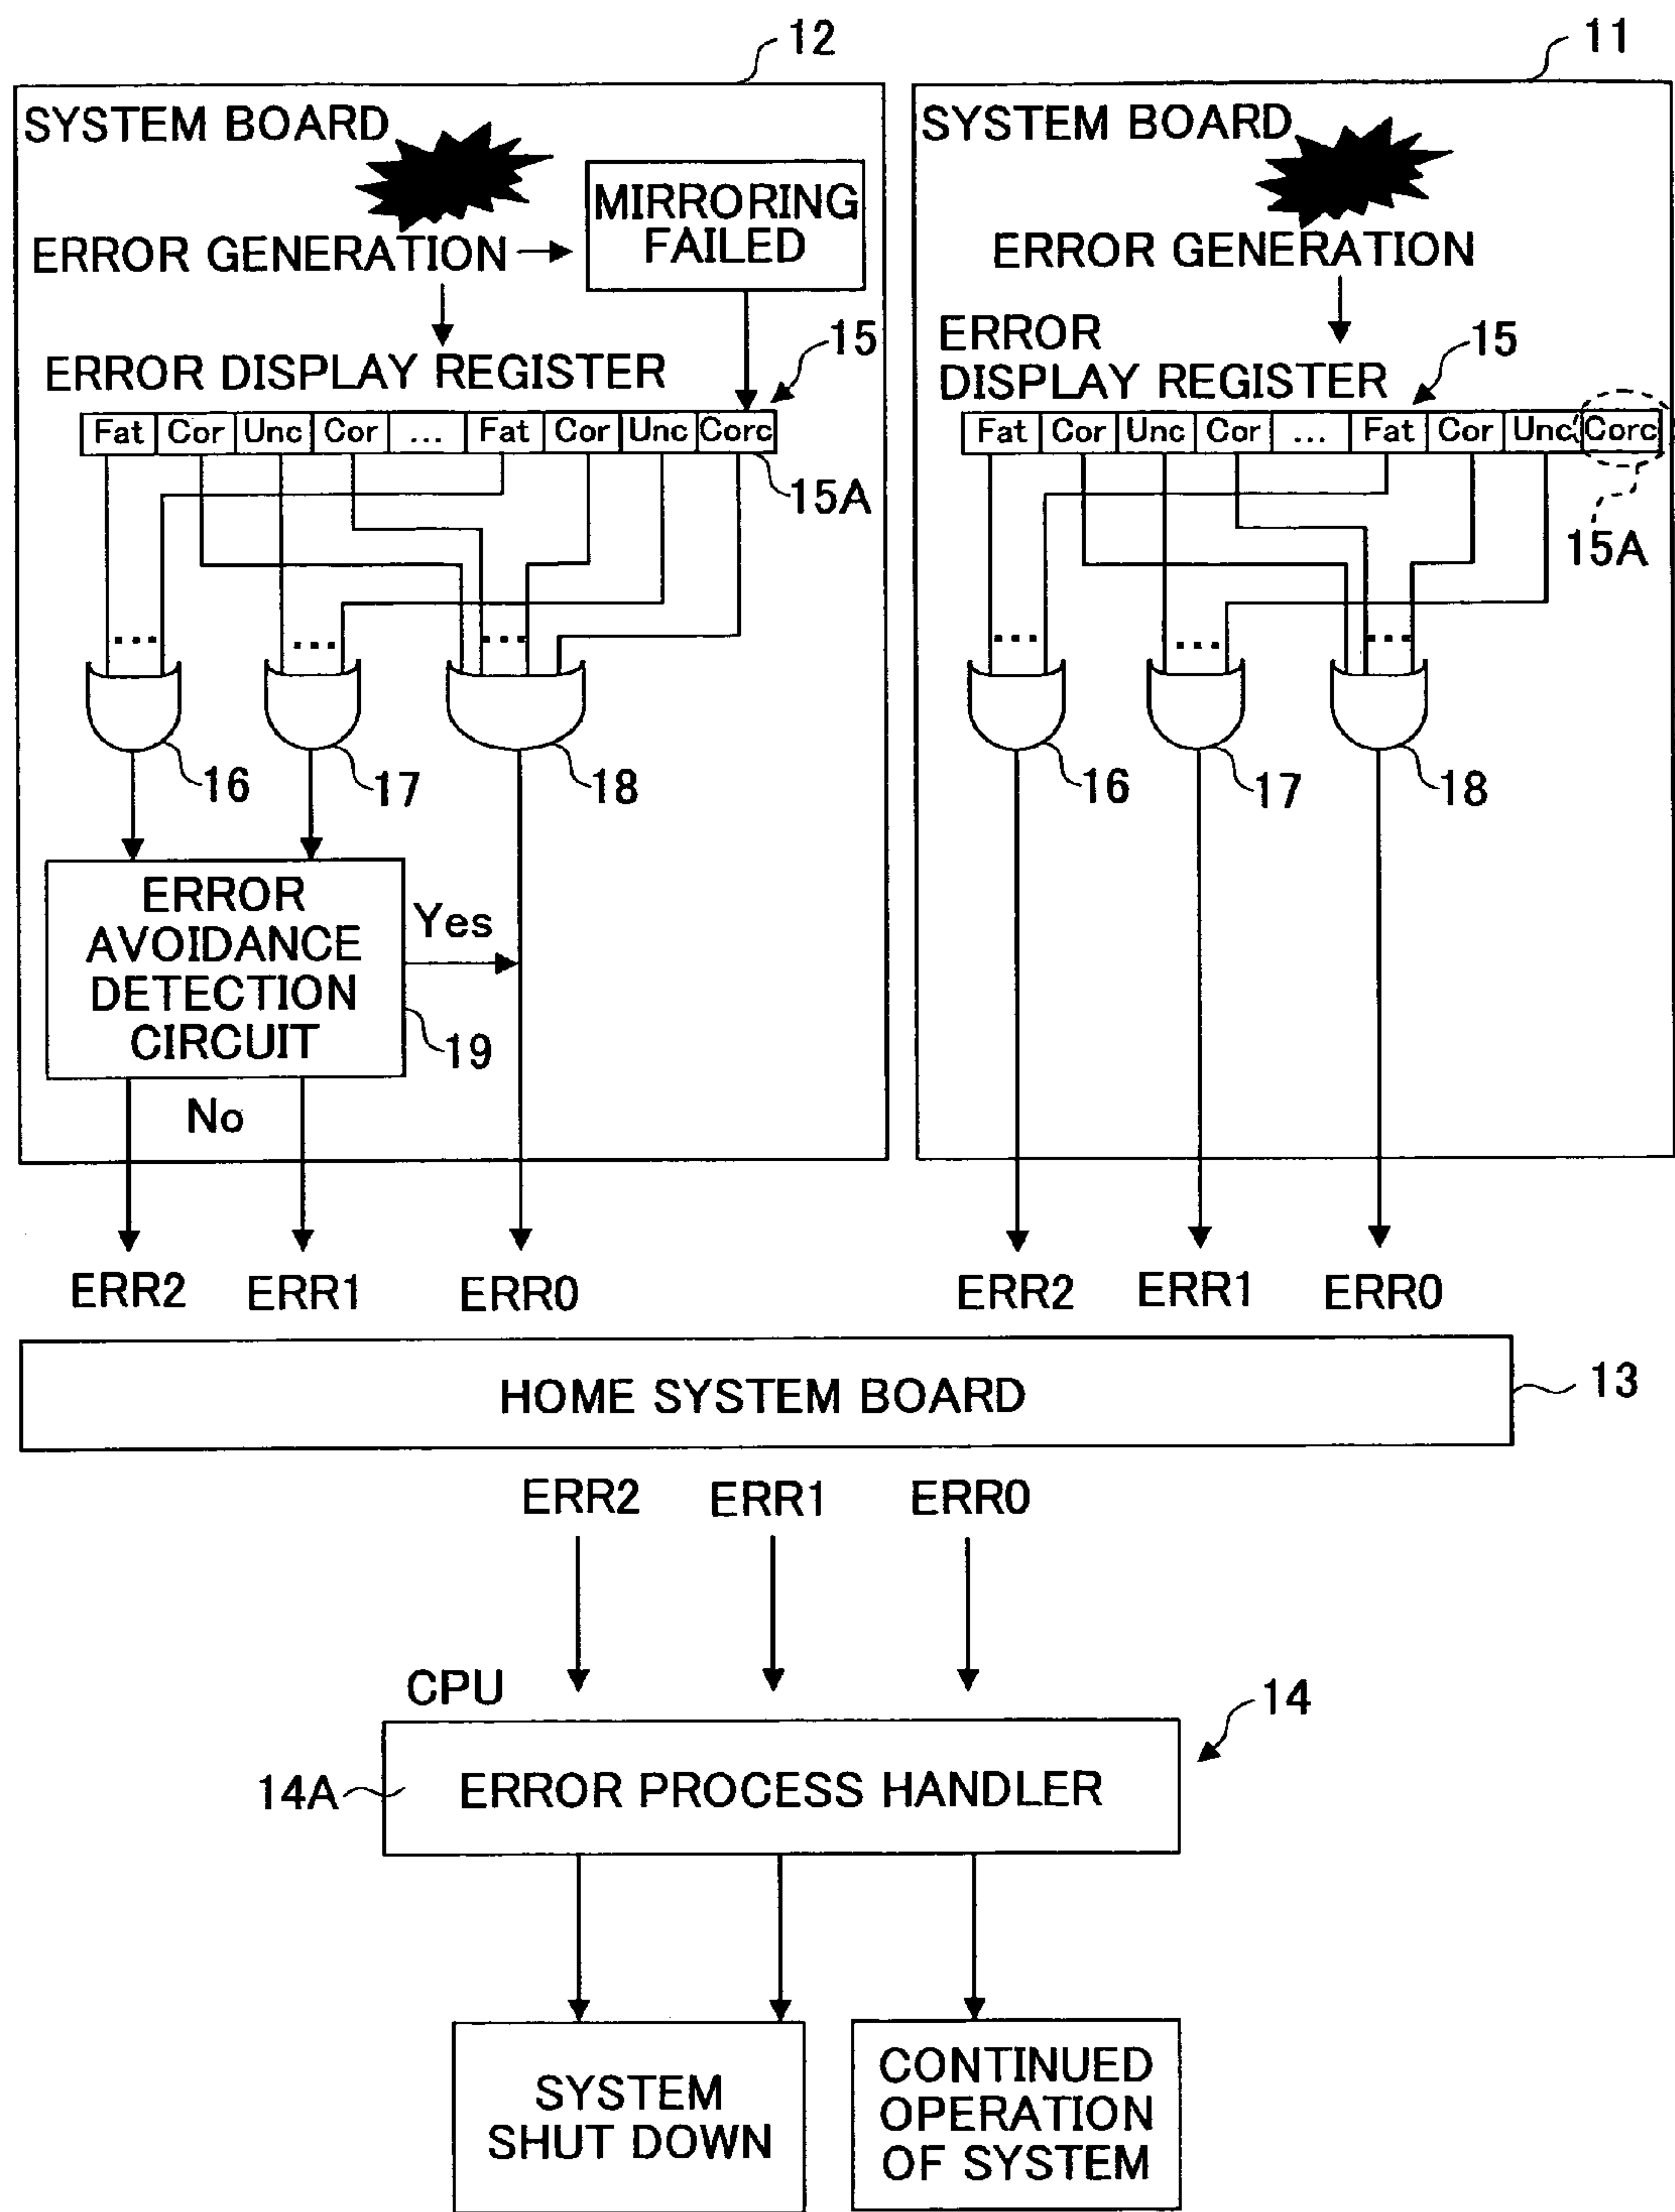 12
11
SYSTEM BOARD
MIRRORING
FAILED
ERROR GENERATION
ERROR DISPLAY REGISTER
15
Fat Cor Unc Cor ... Fat Cor Unc Corc
15A
...
...
...
16
17
18
ERROR
AVOIDANCE
DETECTION
CIRCUIT
Yes
19
No
ERR2 ERR1 ERR0
SYSTEM BOARD
ERROR GENERATION
ERROR
DISPLAY REGISTER
15
Fat Cor Unc Cor ... Fat Cor Unc Corc
15A
...
...
...
16
17
18
ERR2 ERR1 ERR0
HOME SYSTEM BOARD
13
ERR2 ERR1 ERR0
CPU
14
14A
ERROR PROCESS HANDLER
SYSTEM
SHUT DOWN
CONTINUED
OPERATION
OF SYSTEM